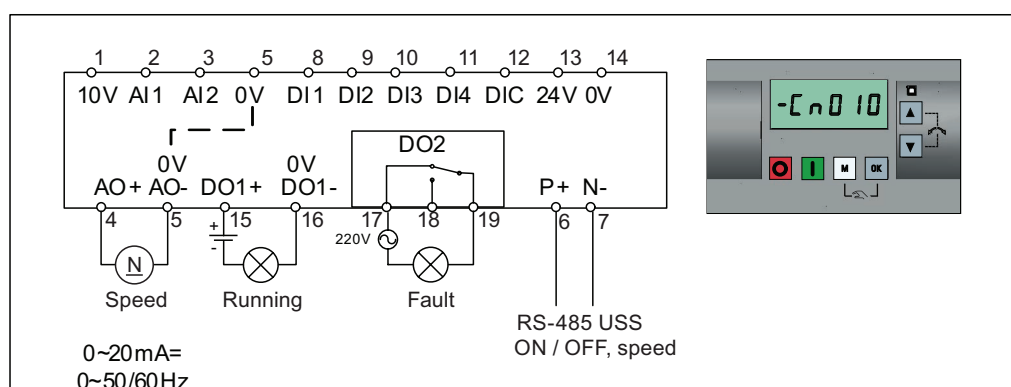 1 2 3 5 8 9 10 11 12 13 14
10V AI1 AI2 0V DI1 DI2 DI3 DI4 DIC 24V 0V
-Cn010
DO2
0V 0V
AO+ AO- DO1+ DO1- P+ N-
4 5 15 16 17 18 19 6 7
+
-
220V
N
M OK
Speed Running Fault
RS-485 USS
ON / OFF, speed
0~20mA=
0~50/60Hz